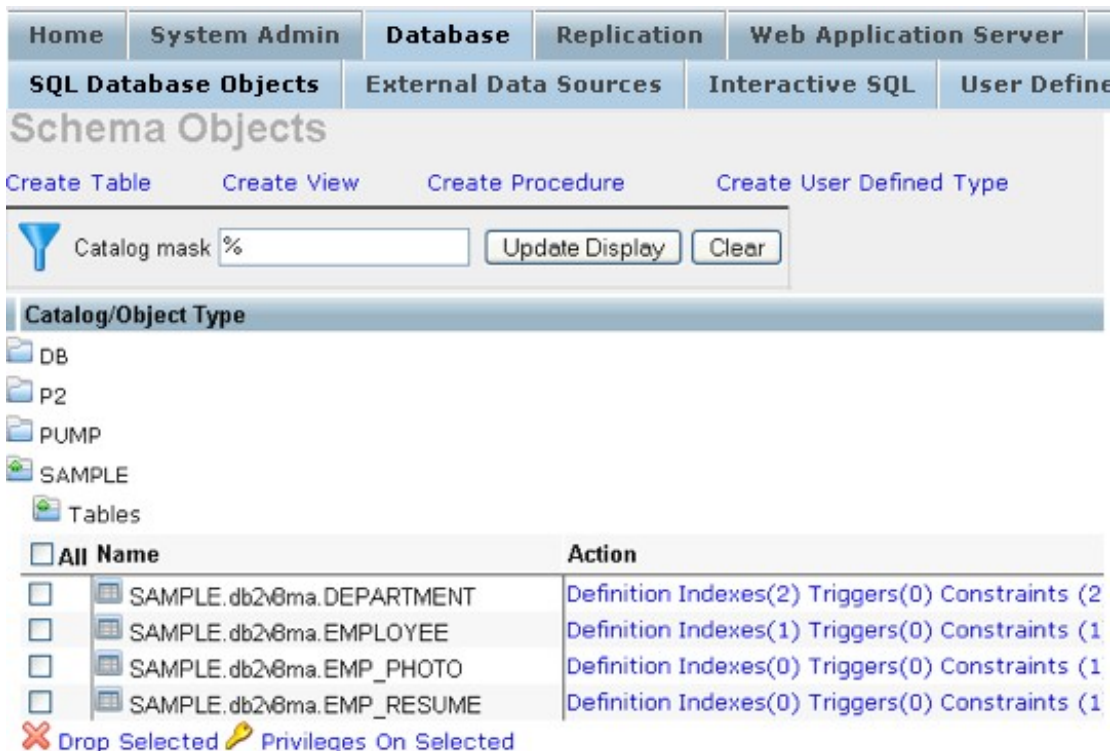 Home System Admin Database Replication Web Application Server
SQL Database Objects External Data Sources Interactive SQL User Define
Schema Objects
Create Table Create View Create Procedure Create User Defined Type
Catalog mask % Update Display Clear
Catalog/Object Type
DB
P2
PUMP
SAMPLE
Tables
All Name Action
SAMPLE.db2v8ma.DEPARTMENT Definition Indexes(2) Triggers(0) Constraints (2
SAMPLE.db2v8ma.EMPLOYEE Definition Indexes(1) Triggers(0) Constraints (1
SAMPLE.db2v8ma.EMP_PHOTO Definition Indexes(0) Triggers(0) Constraints (1
SAMPLE.db2v8ma.EMP_RESUME Definition Indexes(0) Triggers(0) Constraints (1
Drop Selected Privileges On Selected